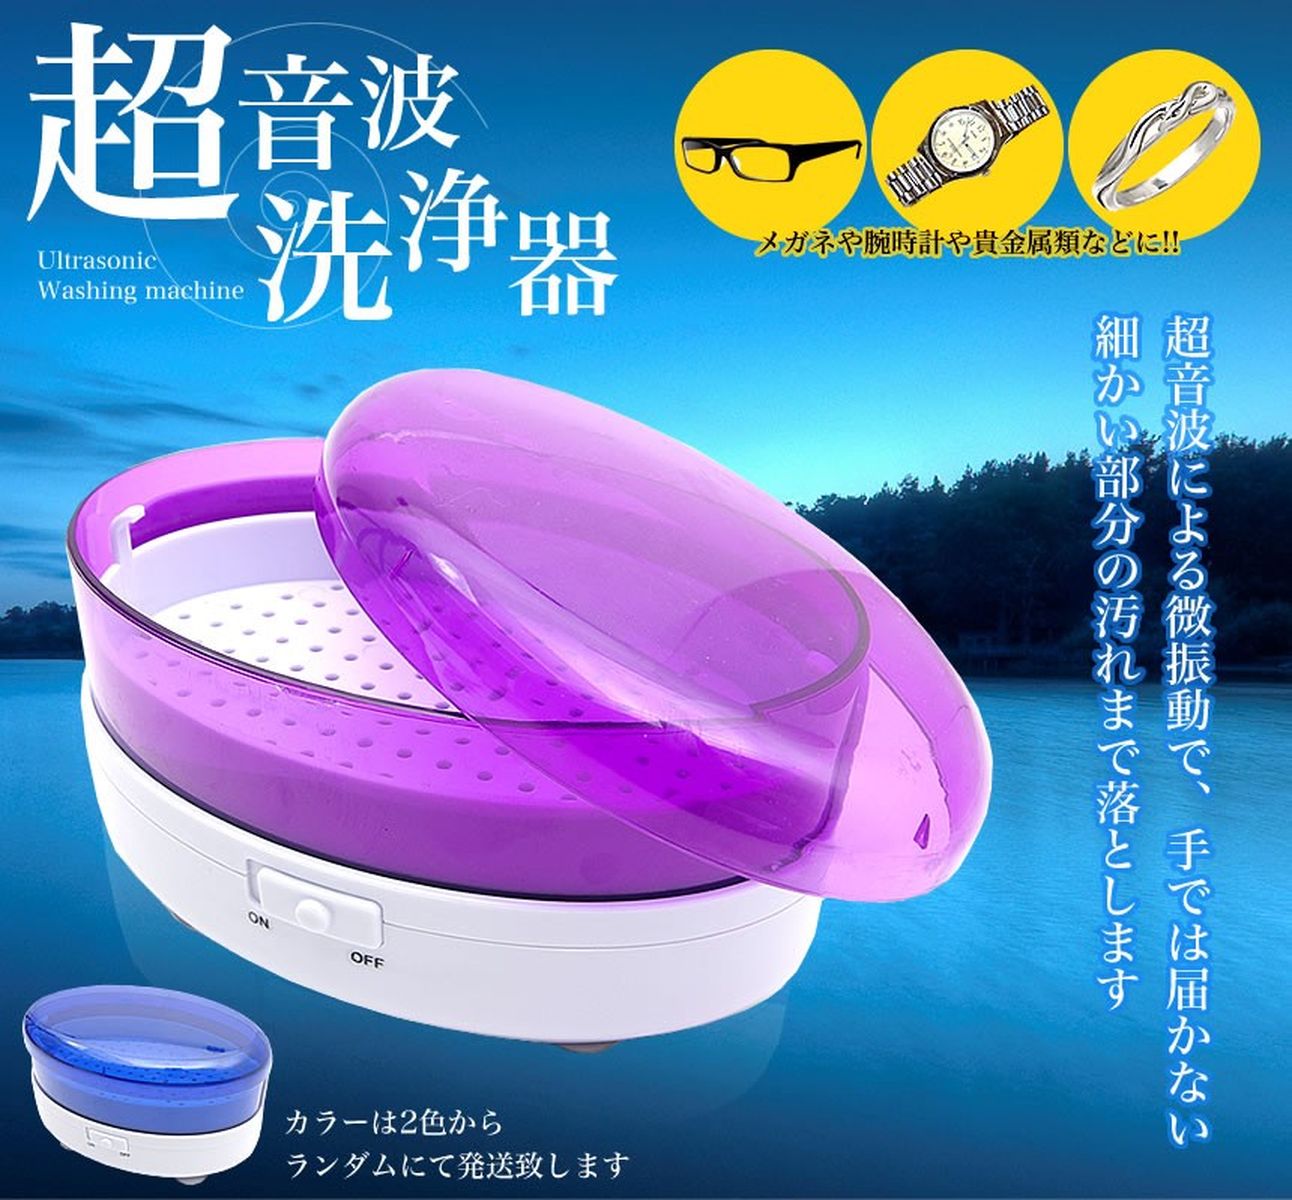 超音波
洗浄器
Ultrasonic
Washing machine
メガネや腕時計や貴金属類などに!!
超音波による微振動で、手では届かない
細かい部分の汚れまで落とします
ON
OFF
カラーは2色から
ランダムにて発送致します